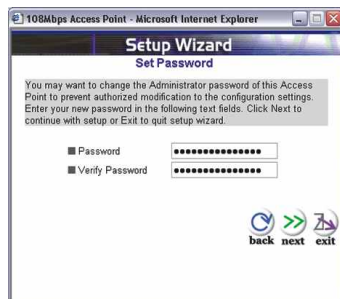 108Mbps Access Point - Microsoft Internet Explorer
Setup Wizard
Set Password
You may want to change the Administrator password of this Access
Point to prevent authorized modification to the configuration settings.
Enter your new password in the following text fields. Click Next to
continue with setup or Exit to quit setup wizard.
Password
Verify Password
back next exit